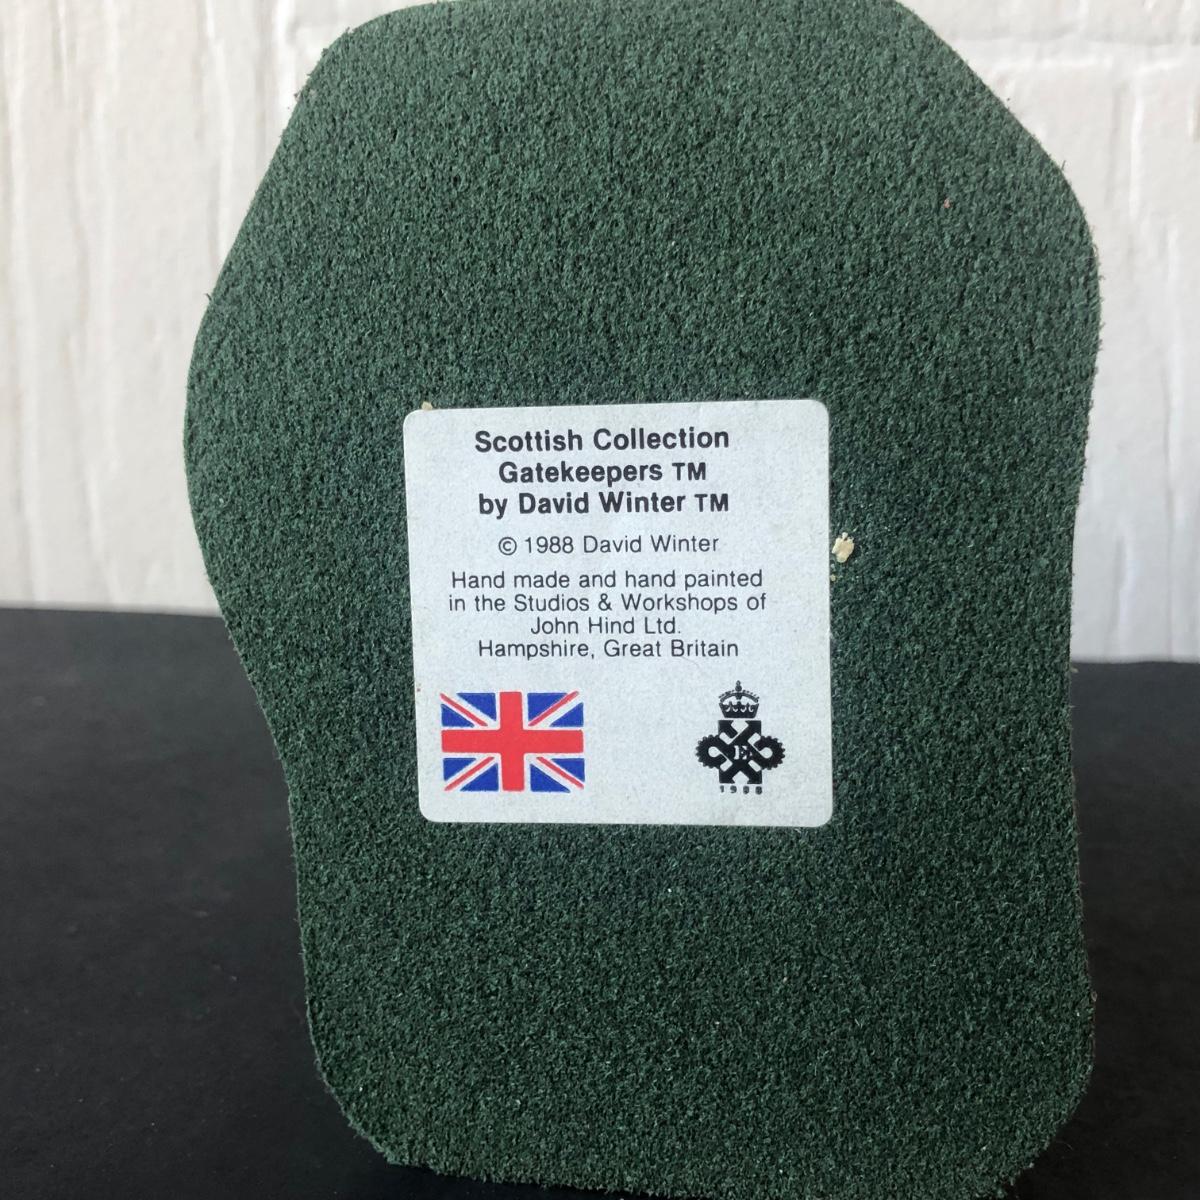 Scottish Collection
Gatekeepers TM
by David Winter TM
© 1988 David Winter
Hand made and hand painted
in the Studios & Workshops of
John Hind Ltd.
Hampshire, Great Britain
E
1988